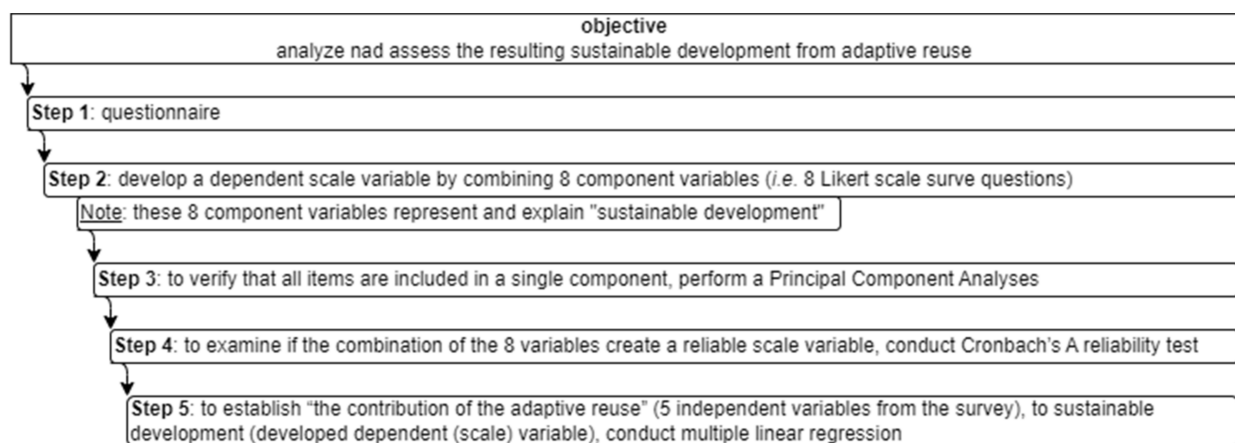 objective
analyze nad assess the resulting sustainable development from adaptive reuse
Step 1: questionnaire
Step 2: develop a dependent scale variable by combining 8 component variables (i.e. 8 Likert scale surve questions)
Note: these 8 component variables represent and explain "sustainable development"
Step 3: to verify that all items are included in a single component, perform a Principal Component Analyses
Step 4: to examine if the combination of the 8 variables create a reliable scale variable, conduct Cronbach's A reliability test
Step 5: to establish “the contribution of the adaptive reuse” (5 independent variables from the survey), to sustainable
development (developed dependent (scale) variable), conduct multiple linear regression